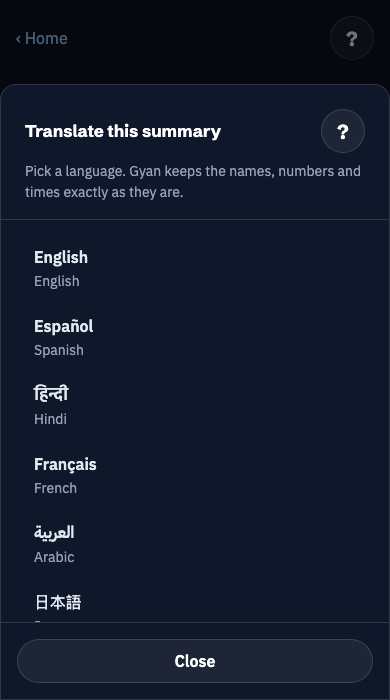 ‹ Home
?
Translate this summary
?
Pick a language. Gyan keeps the names, numbers and
times exactly as they are.
English
English
Español
Spanish
हिन्दी
Hindi
Français
French
العربية
Arabic
日本語
Close